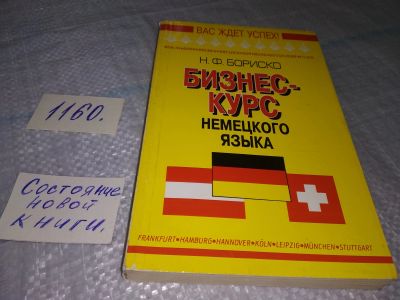 ВАС ЖДЕТ УСПЕХ!
Н. Ф. БОРИСКО
БИЗНЕС-
КУРС
НЕМЕЦКОГО
ЯЗЫКА
FRANKFURT•HAMBURG•HANNOVER•KÖLN•LEIPZIG•MÜNCHEN•STUTTGART
1160.
Состояние
новой
книги.